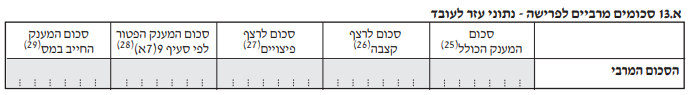 א.13 סכומים מרביים לפרישה - נתוני עזר לעובד
סכום המענק הכולל(25) סכום לרצף קצבה(26) סכום לרצף פיצויים(27) סכום המענק הפטור לפי סעיף 9(7א)(28) סכום המענק החייב במס(29)
הסכום המרבי